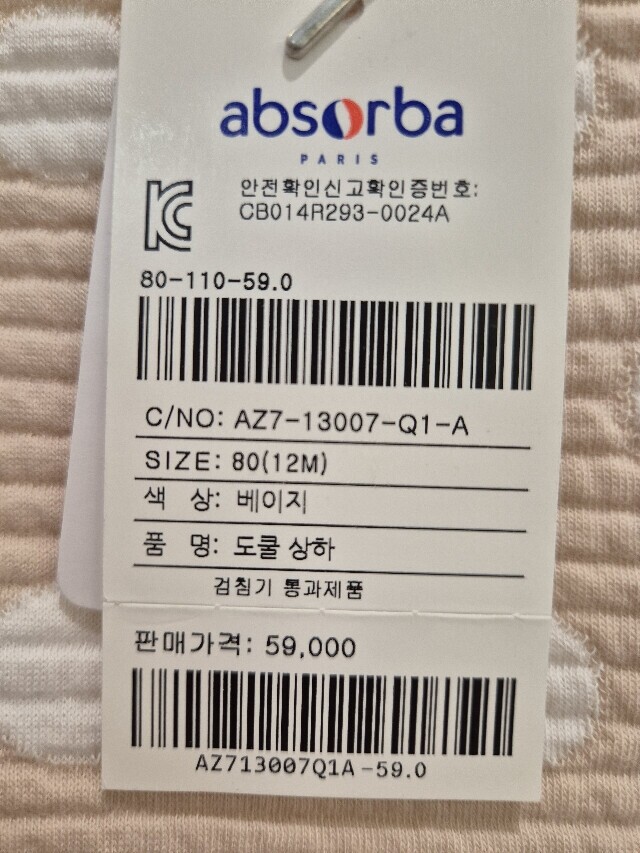 absorba
PARIS
안전확인신고확인증번호:
CB014R293-0024A
80-110-59.0
C/NO: AZ7-13007-Q1-A
SIZE: 80(12M)
색 상: 베이지
품 명: 도쿨 상하
검침기 통과제품
판매가격: 59,000
AZ713007Q1A-59.0